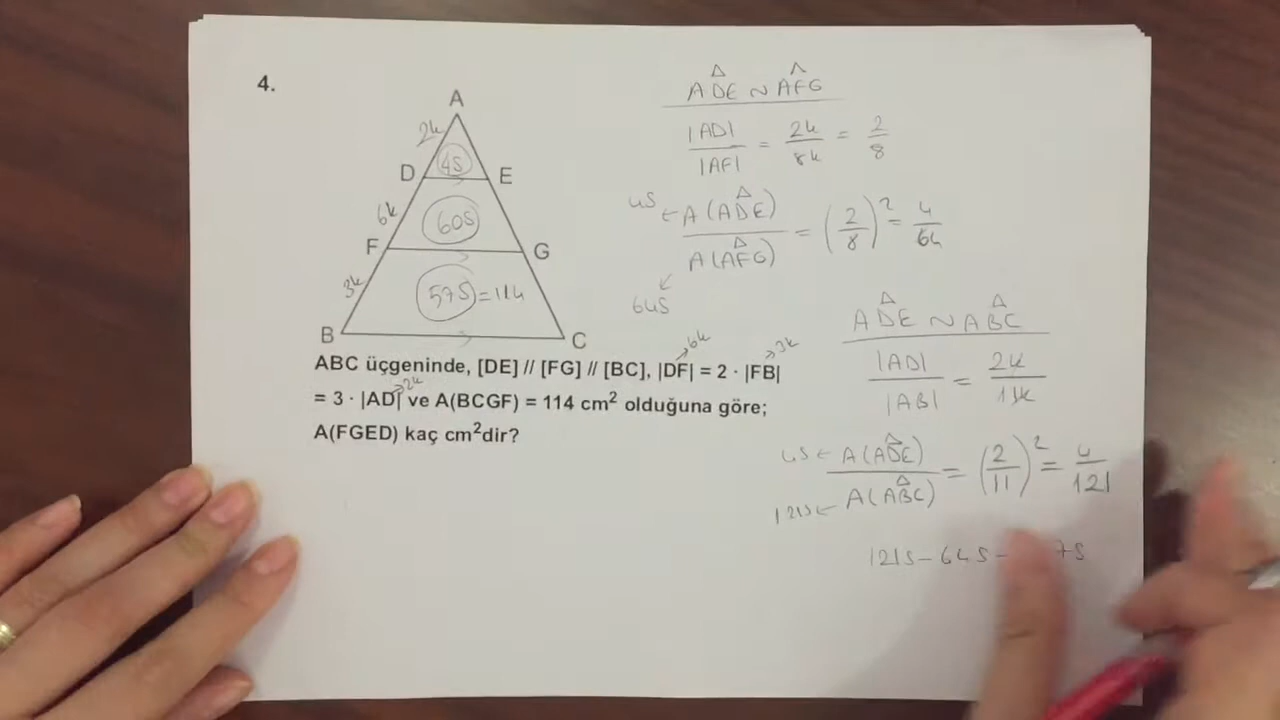 4.
A
2k
4S
D E
6k
60S
F G
3k
57S = 114
B C
6k 3k
ABC üçgeninde, [DE] // [FG] // [BC], |DF| = 2 · |FB|
2k
= 3 · |AD| ve A(BCGF) = 114 cm² olduğuna göre;
A(FGED) kaç cm²dir?
ADE ~ AFG
|AD| / |AF| = 2k / 8k = 2 / 8
4S ← A(ADE) / A(AFG) = (2/8)² = 4 / 64
64S
ADE ~ ABC
|AD| / |AB| = 2k / 11k
4S ← A(ADE) / A(ABC) = (2/11)² = 4 / 121
121S ←
121S - 64S